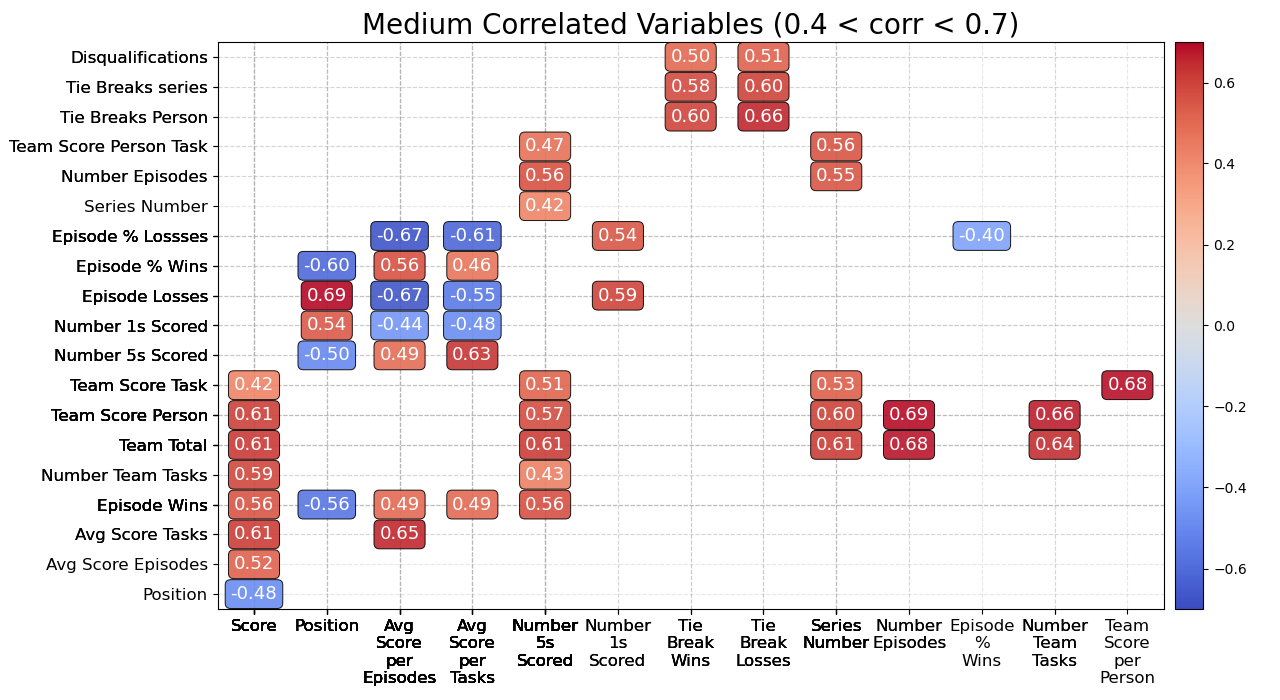 Medium Correlated Variables (0.4 < corr < 0.7)
Disqualifications 0.50 0.51
Tie Breaks series 0.58 0.60
Tie Breaks Person 0.60 0.66
Team Score Person Task 0.47 0.56
Number Episodes 0.56 0.55
Series Number 0.42
Episode % Lossses -0.67 -0.61 0.54 -0.40
Episode % Wins -0.60 0.56 0.46
Episode Losses 0.69 -0.67 -0.55 0.59
Number 1s Scored 0.54 -0.44 -0.48
Number 5s Scored -0.50 0.49 0.63
Team Score Task 0.42 0.51 0.53 0.68
Team Score Person 0.61 0.57 0.60 0.69 0.66
Team Total 0.61 0.61 0.61 0.68 0.64
Number Team Tasks 0.59 0.43
Episode Wins 0.56 -0.56 0.49 0.49 0.56
Avg Score Tasks 0.61 0.65
Avg Score Episodes 0.52
Position -0.48
Score
Position
Avg
Score
per
Episodes
Avg
Score
per
Tasks
Number
5s
Scored
Number
1s
Scored
Tie
Break
Wins
Tie
Break
Losses
Series
Number
Number
Episodes
Episode
%
Wins
Number
Team
Tasks
Team
Score
per
Person
0.6
0.4
0.2
0.0
−0.2
−0.4
−0.6